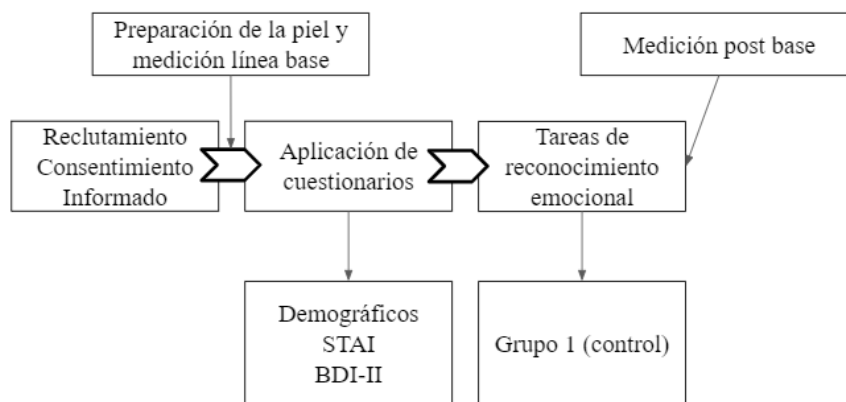 Preparación de la piel y
medición línea base
Medición post base
Reclutamiento
Consentimiento
Informado
Aplicación de
cuestionarios
Tareas de
reconocimiento
emocional
Demográficos
STAI
BDI-II
Grupo 1 (control)